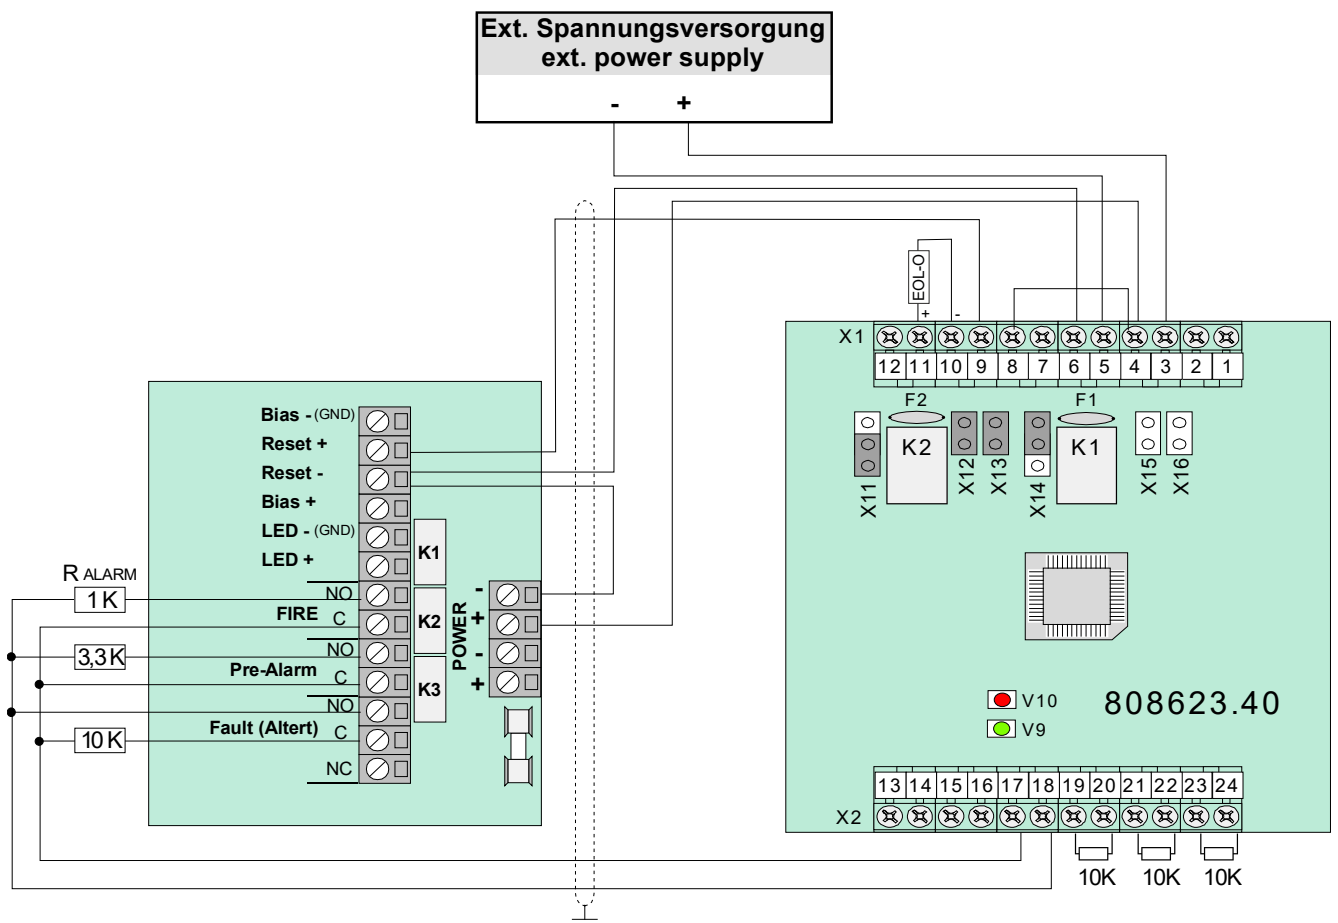 Ext. Spannungsversorgung
ext. power supply
- +
EOL-O
+ -
X1
12 11 10 9 8 7 6 5 4 3 2 1
F2 F1
K2 K1
X11 X12 X13 X14 X15 X16
Bias - (GND)
Reset +
Reset -
Bias +
LED - (GND)
LED +
K1
R ALARM
1 K
NO
FIRE C
K2
3,3 K
NO
Pre-Alarm C
K3
NO
Fault (Altert) C
10 K
NC
POWER
-
+
-
+
V10
V9
808623.40
13 14 15 16 17 18 19 20 21 22 23 24
X2
10K 10K 10K